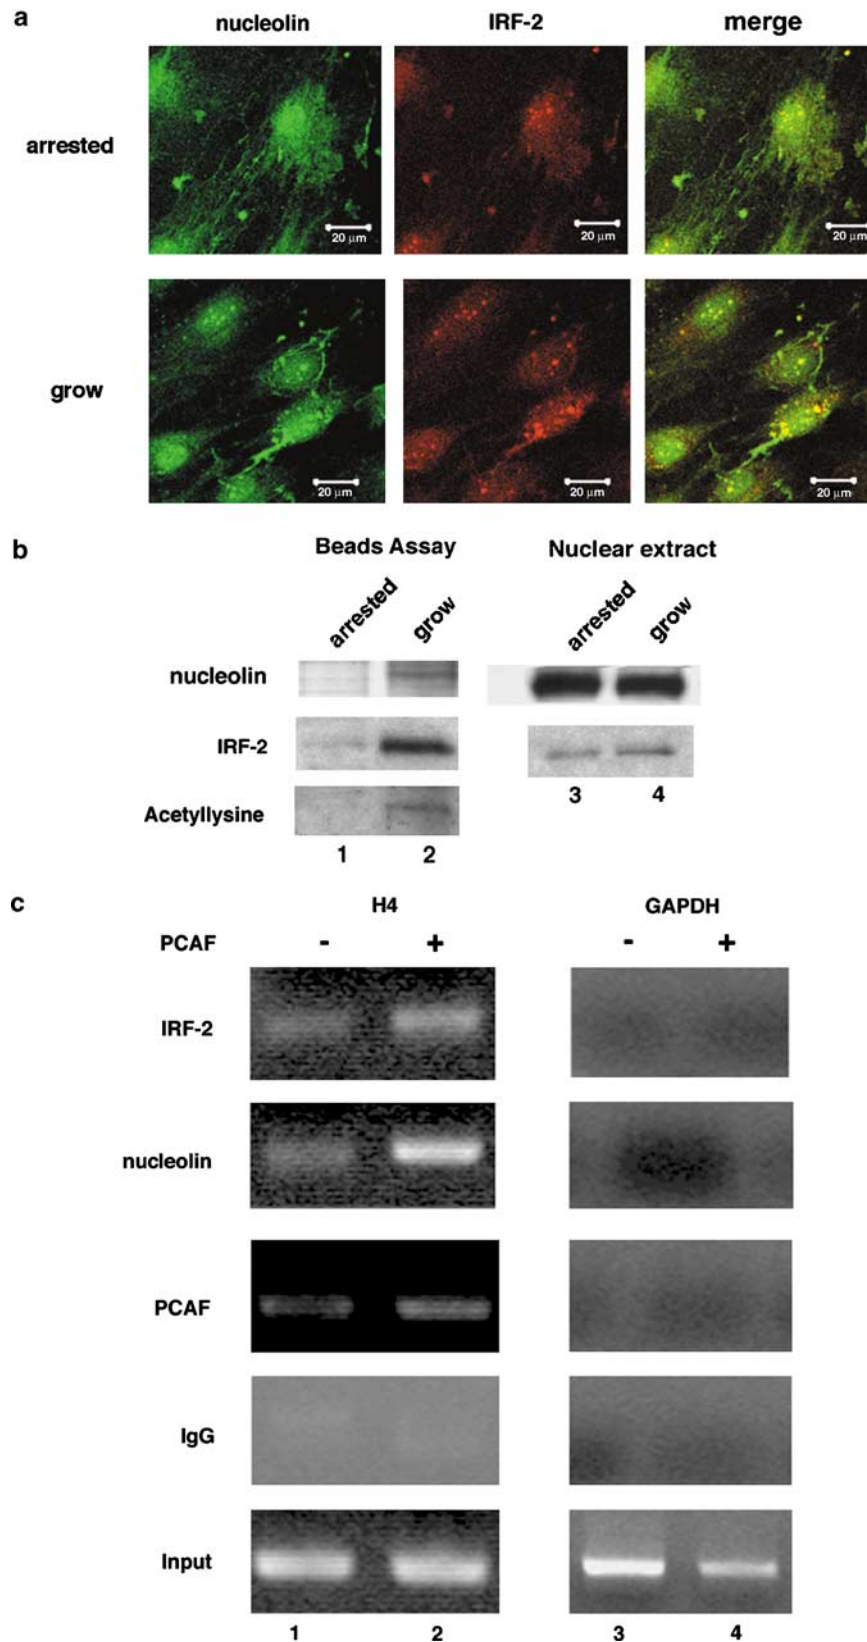 a
nucleolin IRF-2 merge
arrested
20 µm 20 µm 20 µm
grow
20 µm 20 µm 20 µm
b
Beads Assay Nuclear extract
arrested grow arrested grow
nucleolin
IRF-2
Acetyllysine
3 4
1 2
c
H4 GAPDH
PCAF - + - +
IRF-2
nucleolin
PCAF
IgG
Input
1 2 3 4